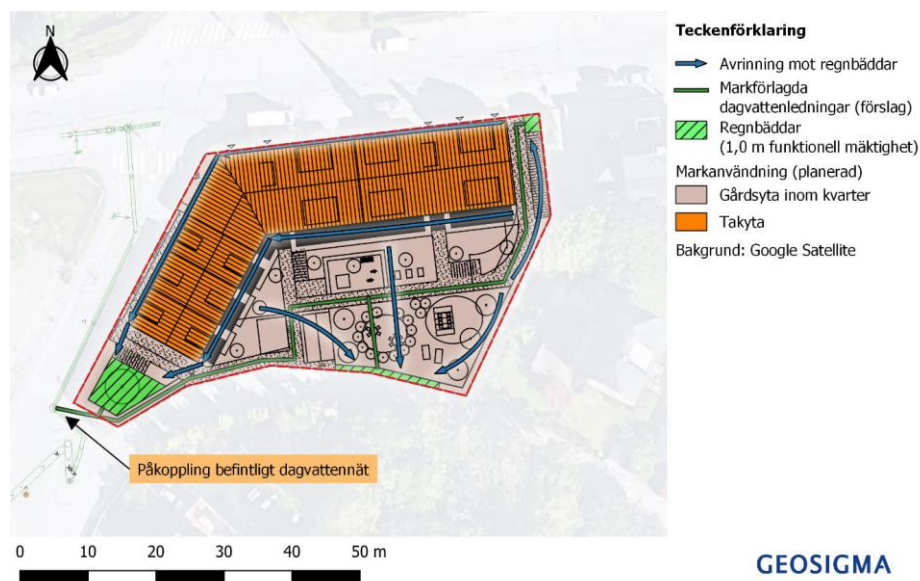 N
Teckenförklaring
Avrinning mot regnbäddar
Markförlagda
dagvattenledningar (förslag)
Regnbäddar
(1,0 m funktionell mäktighet)
Markanvändning (planerad)
Gårdsyta inom kvarter
Takyta
Bakgrund: Google Satellite
Påkoppling befintligt dagvattennät
0 10 20 30 40 50 m
GEOSIGMA